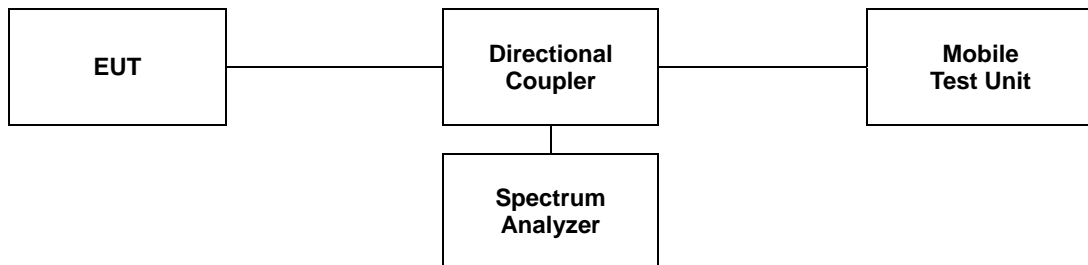 EUT
Directional
Coupler
Mobile
Test Unit
Spectrum
Analyzer